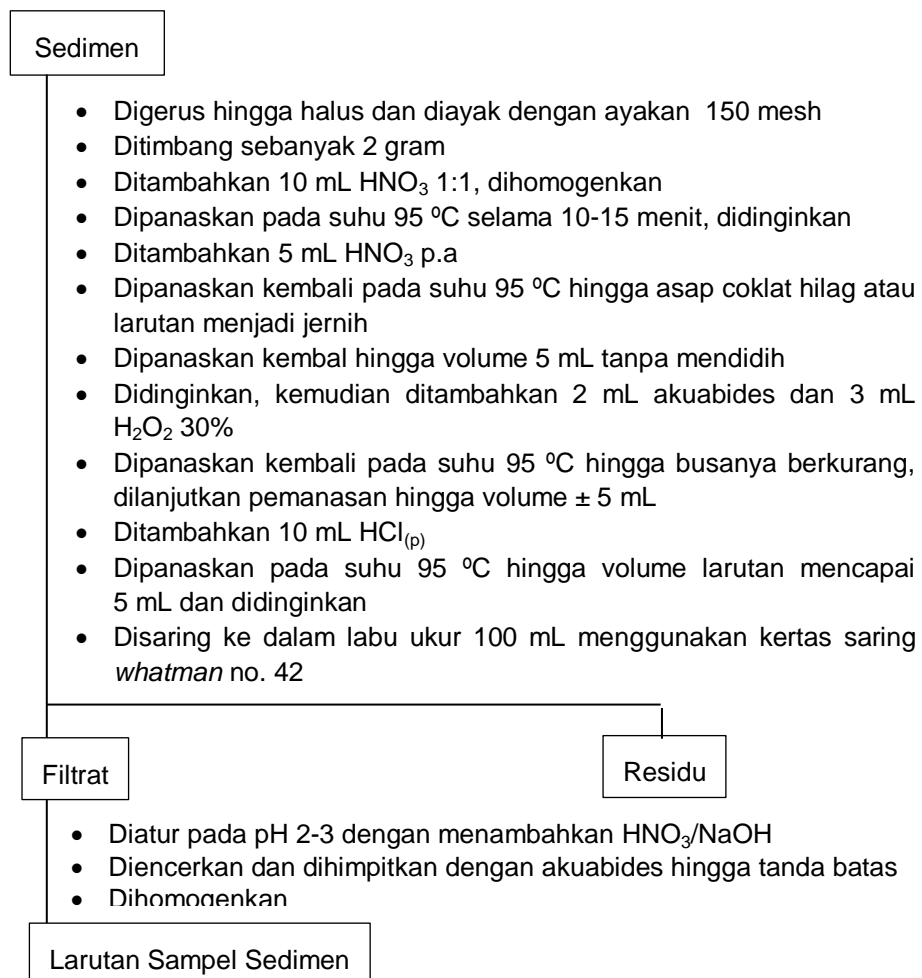 Sedimen
• Digerus hingga halus dan diayak dengan ayakan 150 mesh
• Ditimbang sebanyak 2 gram
• Ditambahkan 10 mL HNO₃ 1:1, dihomogenkan
• Dipanaskan pada suhu 95 ⁰C selama 10-15 menit, didinginkan
• Ditambahkan 5 mL HNO₃ p.a
• Dipanaskan kembali pada suhu 95 ⁰C hingga asap coklat hilag atau
larutan menjadi jernih
• Dipanaskan kembal hingga volume 5 mL tanpa mendidih
• Didinginkan, kemudian ditambahkan 2 mL akuabides dan 3 mL
H₂O₂ 30%
• Dipanaskan kembali pada suhu 95 ⁰C hingga busanya berkurang,
dilanjutkan pemanasan hingga volume ± 5 mL
• Ditambahkan 10 mL HCl₍ₚ₎
• Dipanaskan pada suhu 95 ⁰C hingga volume larutan mencapai
5 mL dan didinginkan
• Disaring ke dalam labu ukur 100 mL menggunakan kertas saring
whatman no. 42
Filtrat
Residu
• Diatur pada pH 2-3 dengan menambahkan HNO₃/NaOH
• Diencerkan dan dihimpitkan dengan akuabides hingga tanda batas
• Dihomogenkan
Larutan Sampel Sedimen